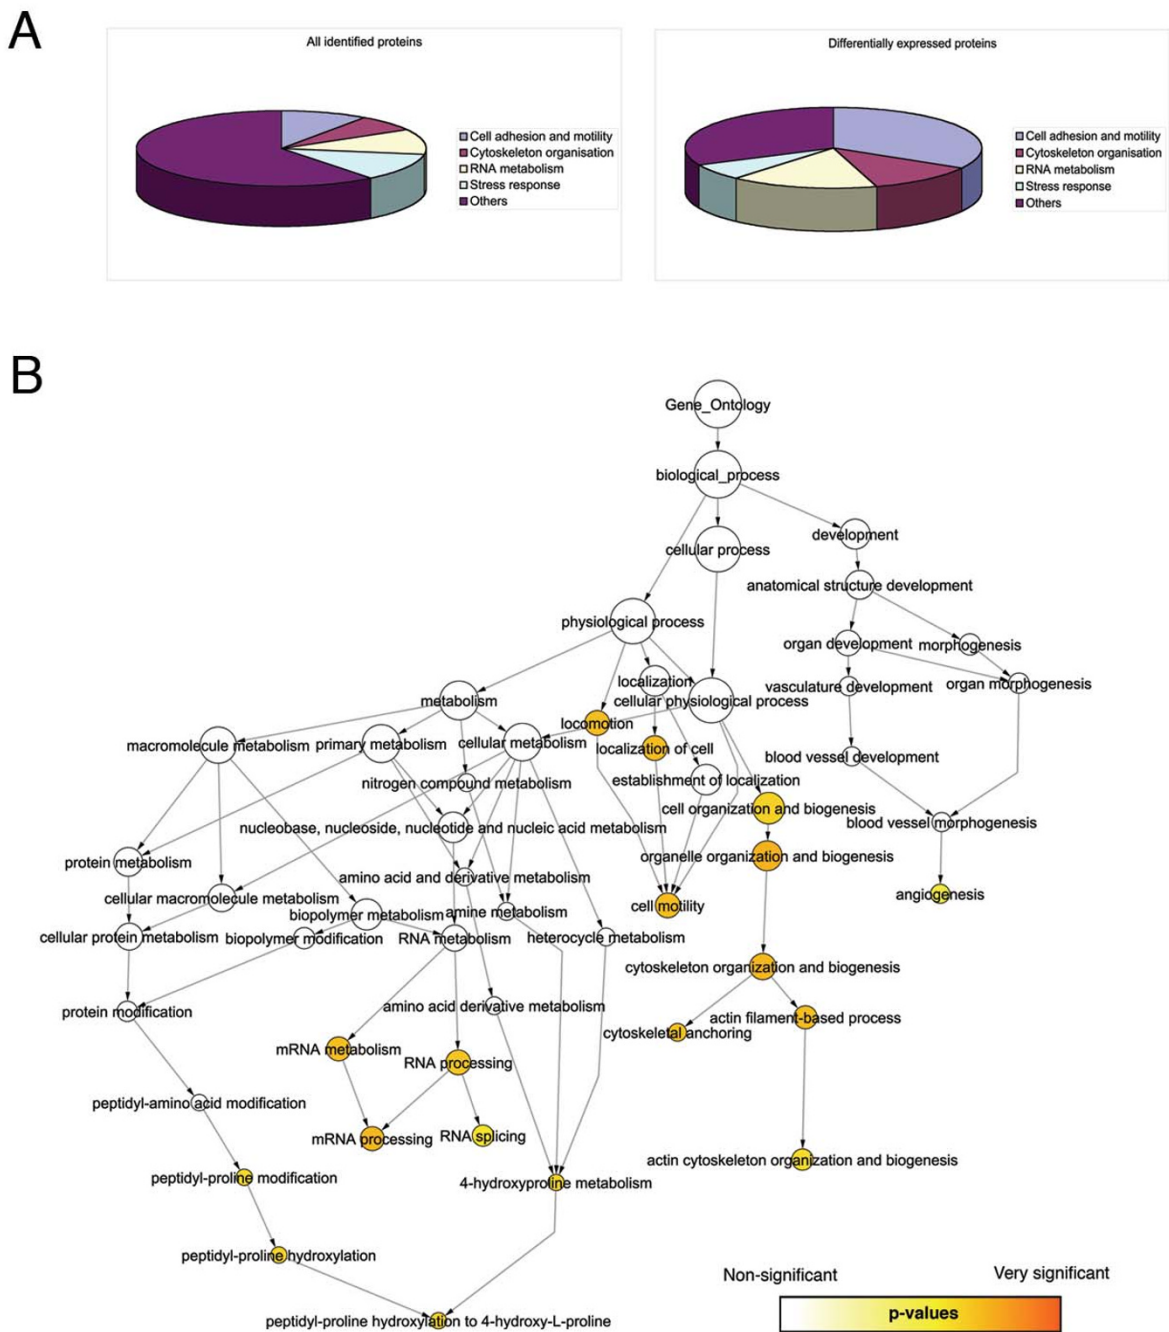 A
All identified proteins
Cell adhesion and motility
Cytoskeleton organisation
RNA metabolism
Stress response
Others
Differentially expressed proteins
Cell adhesion and motility
Cytoskeleton organisation
RNA metabolism
Stress response
Others
B
Gene_Ontology
biological_process
development
cellular process
anatomical structure development
physiological process
organ development
morphogenesis
localization
organ morphogenesis
vasculature development
metabolism
cellular physiological process
locomotion
macromolecule metabolism
primary metabolism
cellular metabolism
localization of cell
blood vessel development
nitrogen compound metabolism
establishment of localization
cell organization and biogenesis
blood vessel morphogenesis
nucleobase, nucleoside, nucleotide and nucleic acid metabolism
organelle organization and biogenesis
protein metabolism
amino acid and derivative metabolism
angiogenesis
cellular macromolecule metabolism
cell motility
biopolymer metabolism
amine metabolism
cellular protein metabolism
biopolymer modification
RNA metabolism
heterocycle metabolism
cytoskeleton organization and biogenesis
amino acid derivative metabolism
protein modification
actin filament-based process
cytoskeletal anchoring
mRNA metabolism
RNA processing
peptidyl-amino acid modification
mRNA processing
RNA splicing
actin cytoskeleton organization and biogenesis
peptidyl-proline modification
4-hydroxyproline metabolism
peptidyl-proline hydroxylation
Non-significant
Very significant
p-values
peptidyl-proline hydroxylation to 4-hydroxy-L-proline